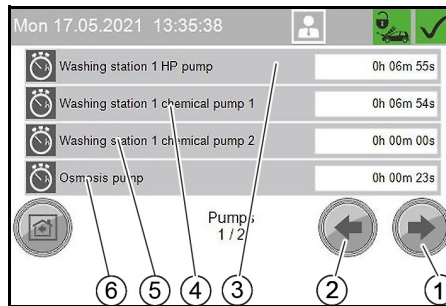 Mon 17.05.2021 13:35:38
Washing station 1 HP pump 0h 06m 55s
Washing station 1 chemical pump 1 0h 06m 54s
Washing station 1 chemical pump 2 0h 00m 00s
Osmosis pump 0h 00m 23s
Pumps
1 / 2
6 5 4 3 2 1